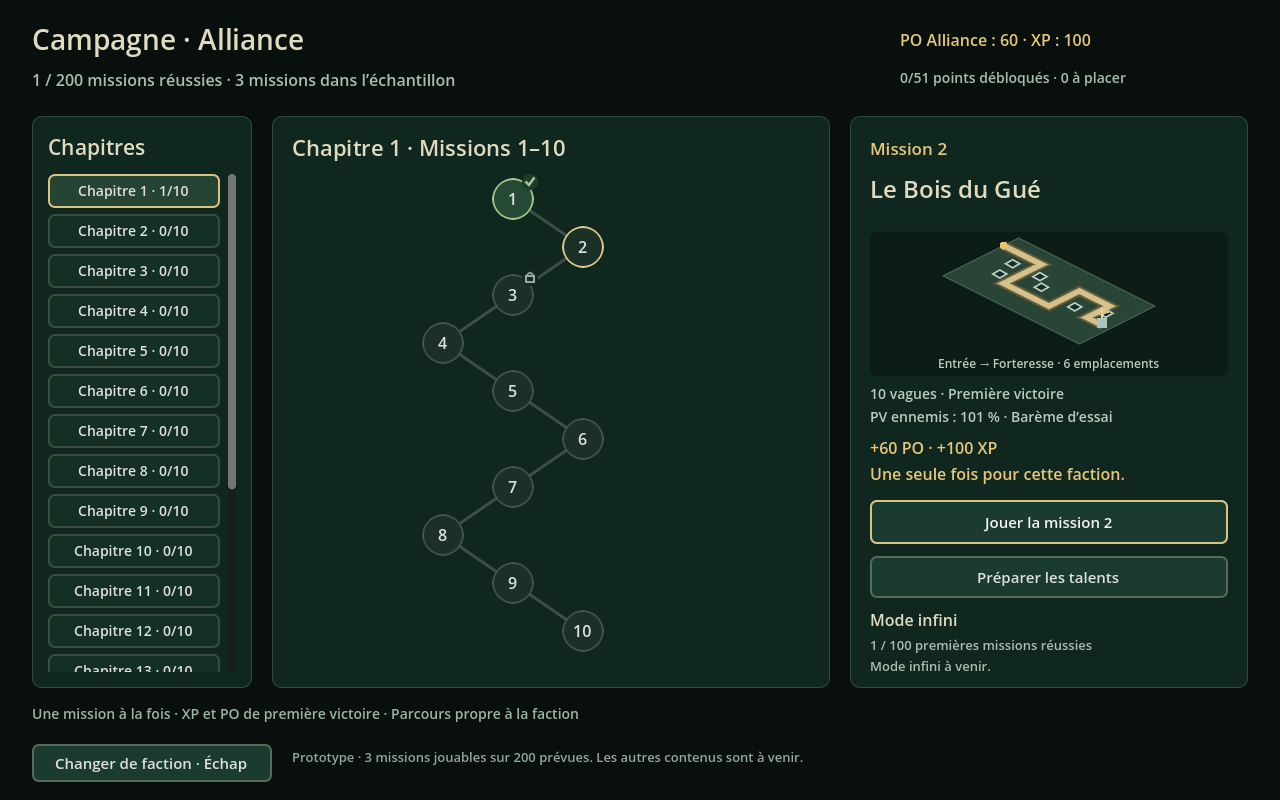 Campagne · Alliance
1 / 200 missions réussies · 3 missions dans l’échantillon
PO Alliance : 60 · XP : 100
0/51 points débloqués · 0 à placer
Chapitres
Chapitre 1 · 1/10
Chapitre 2 · 0/10
Chapitre 3 · 0/10
Chapitre 4 · 0/10
Chapitre 5 · 0/10
Chapitre 6 · 0/10
Chapitre 7 · 0/10
Chapitre 8 · 0/10
Chapitre 9 · 0/10
Chapitre 10 · 0/10
Chapitre 11 · 0/10
Chapitre 12 · 0/10
Chapitre 13 · 0/10
Chapitre 1 · Missions 1–10
1
2
3
4
5
6
7
8
9
10
Mission 2
Le Bois du Gué
Entrée → Forteresse · 6 emplacements
10 vagues · Première victoire
PV ennemis : 101 % · Barème d’essai
+60 PO · +100 XP
Une seule fois pour cette faction.
Jouer la mission 2
Préparer les talents
Mode infini
1 / 100 premières missions réussies
Mode infini à venir.
Une mission à la fois · XP et PO de première victoire · Parcours propre à la faction
Changer de faction · Échap
Prototype · 3 missions jouables sur 200 prévues. Les autres contenus sont à venir.